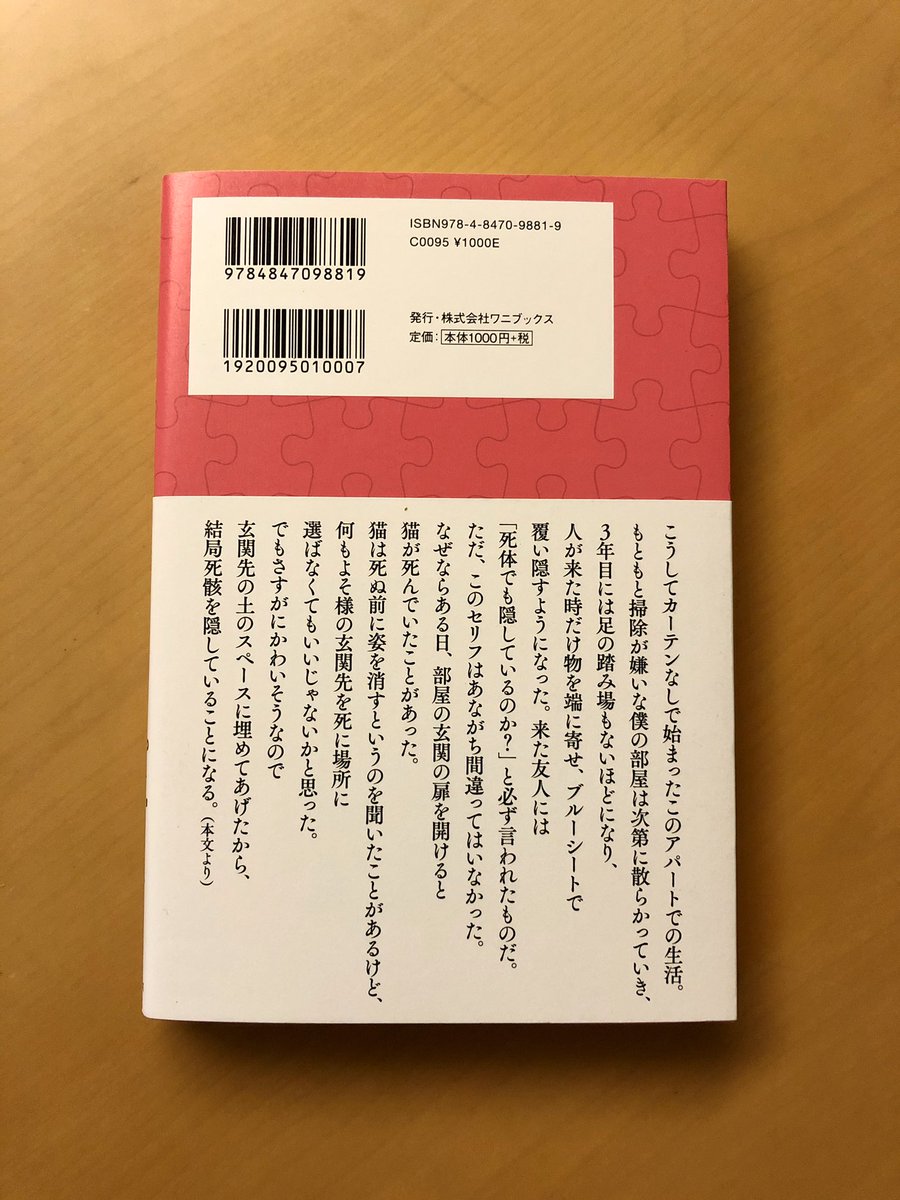 ISBN978-4-8470-9881-9
C0095 ¥1000E
9784847098819
発行・株式会社ワニブックス
定価：本体1000円+税
1920095010007
こうしてカーテンなしで始まったこのアパートでの生活。
もともと掃除が嫌いな僕の部屋は次第に散らかっていき、
3年目には足の踏み場もないほどになり、
人が来た時だけ物を端に寄せ、ブルーシートで
覆い隠すようになった。来た友人には
「死体でも隠しているのか？」と必ず言われたものだ。
ただ、このセリフはあながち間違ってはいなかった。
なぜならある日、部屋の玄関の扉を開けると
猫が死んでいたことがあった。
猫は死ぬ前に姿を消すというのを聞いたことがあるけど、
何もよそ様の玄関先を死に場所に
選ばなくてもいいじゃないかと思った。
でもさすがにかわいそうなので
玄関先の土のスペースに埋めてあげたから、
結局死骸を隠していることになる。（本文より）